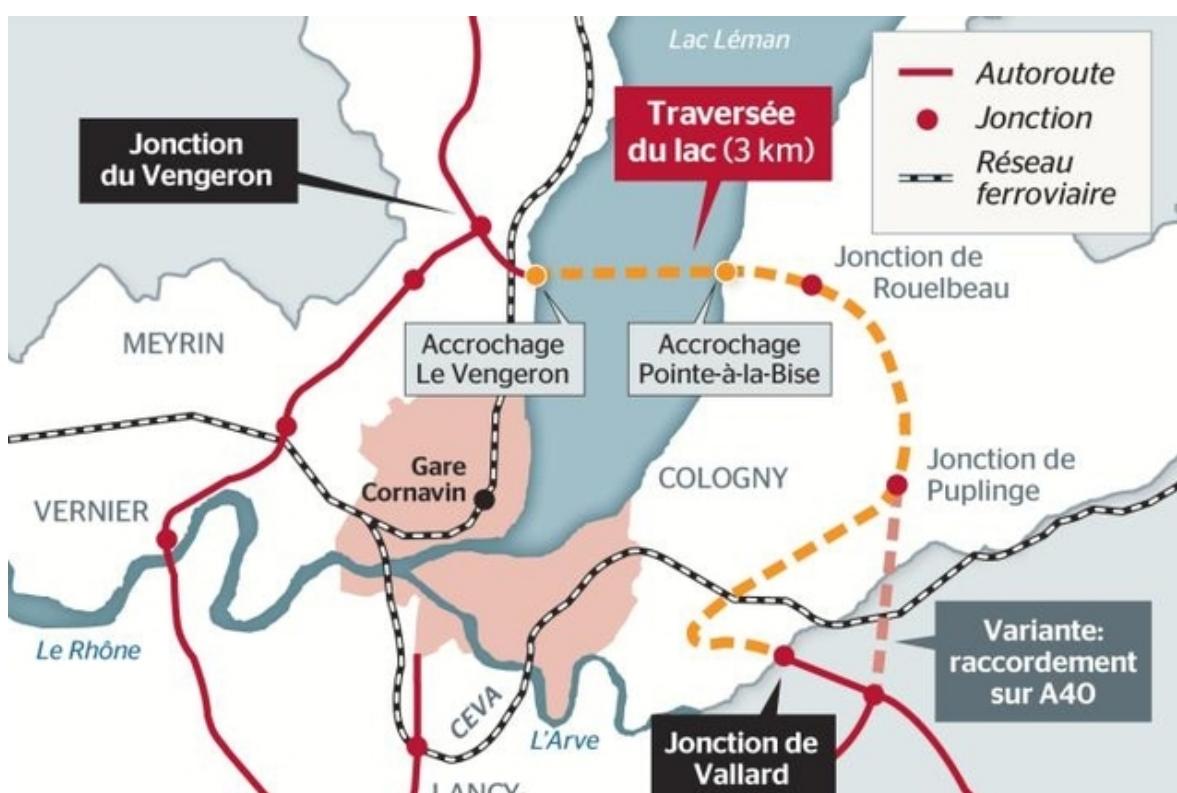 Lac Léman
Autoroute
Jonction
Réseau
ferroviaire
Traversée
du lac (3 km)
Jonction
du Vengeron
Jonction de
Rouelbeau
MEYRIN
Accrochage
Le Vengeron
Accrochage
Pointe-à-la-Bise
Gare
Cornavin
COLOGNY
Jonction de
Puplinge
VERNIER
Le Rhône
Variante:
raccordement
sur A40
CEVA
L'Arve
Jonction de
Vallard
LANCY-